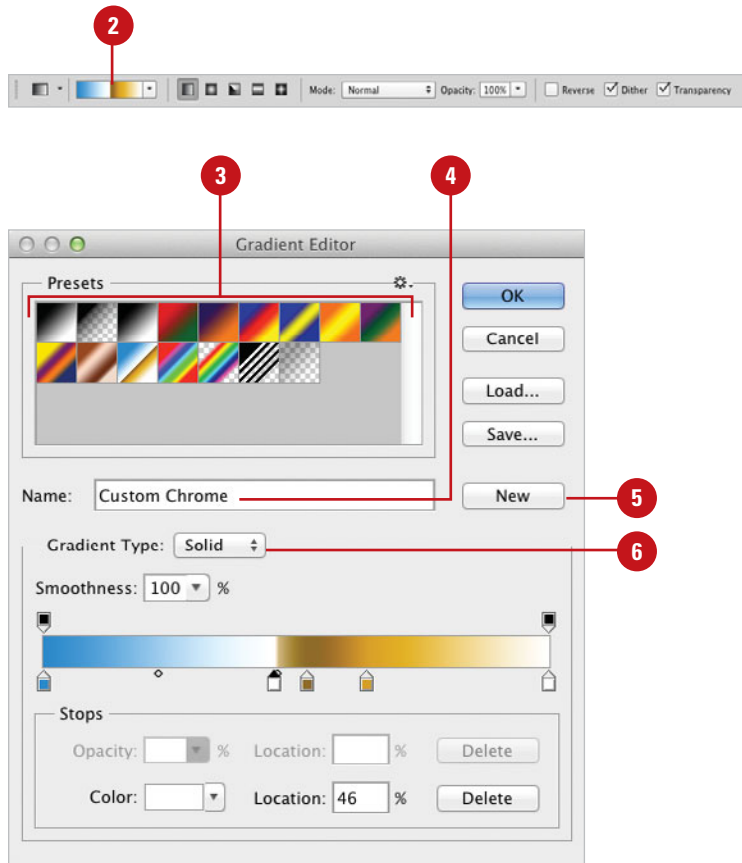 2
Mode: Normal Opacity: 100% Reverse Dither Transparency
3 4
Gradient Editor
Presets
OK
Cancel
Load...
Save...
Name: Custom Chrome New 5
Gradient Type: Solid 6
Smoothness: 100 %
Stops
Opacity: % Location: % Delete
Color: Location: 46 % Delete